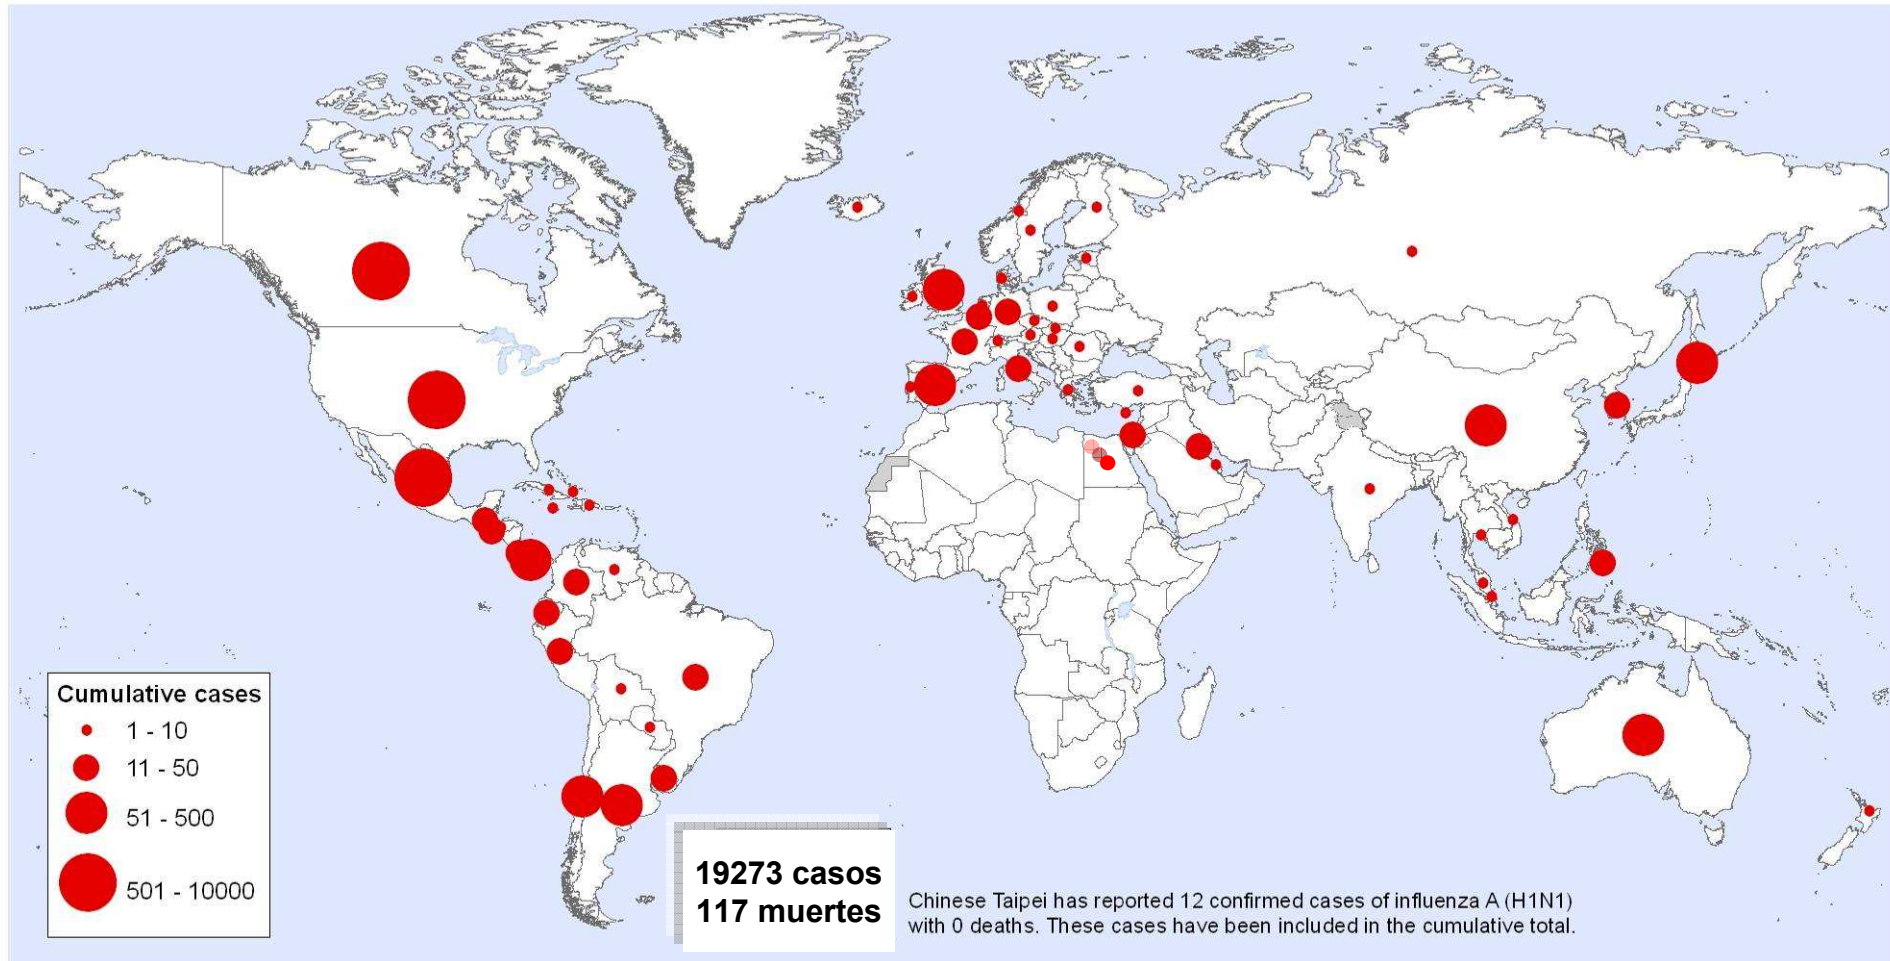 Cumulative cases
1 - 10
11 - 50
51 - 500
501 - 10000
19273 casos
117 muertes
Chinese Taipei has reported 12 confirmed cases of influenza A (H1N1)
with 0 deaths. These cases have been included in the cumulative total.